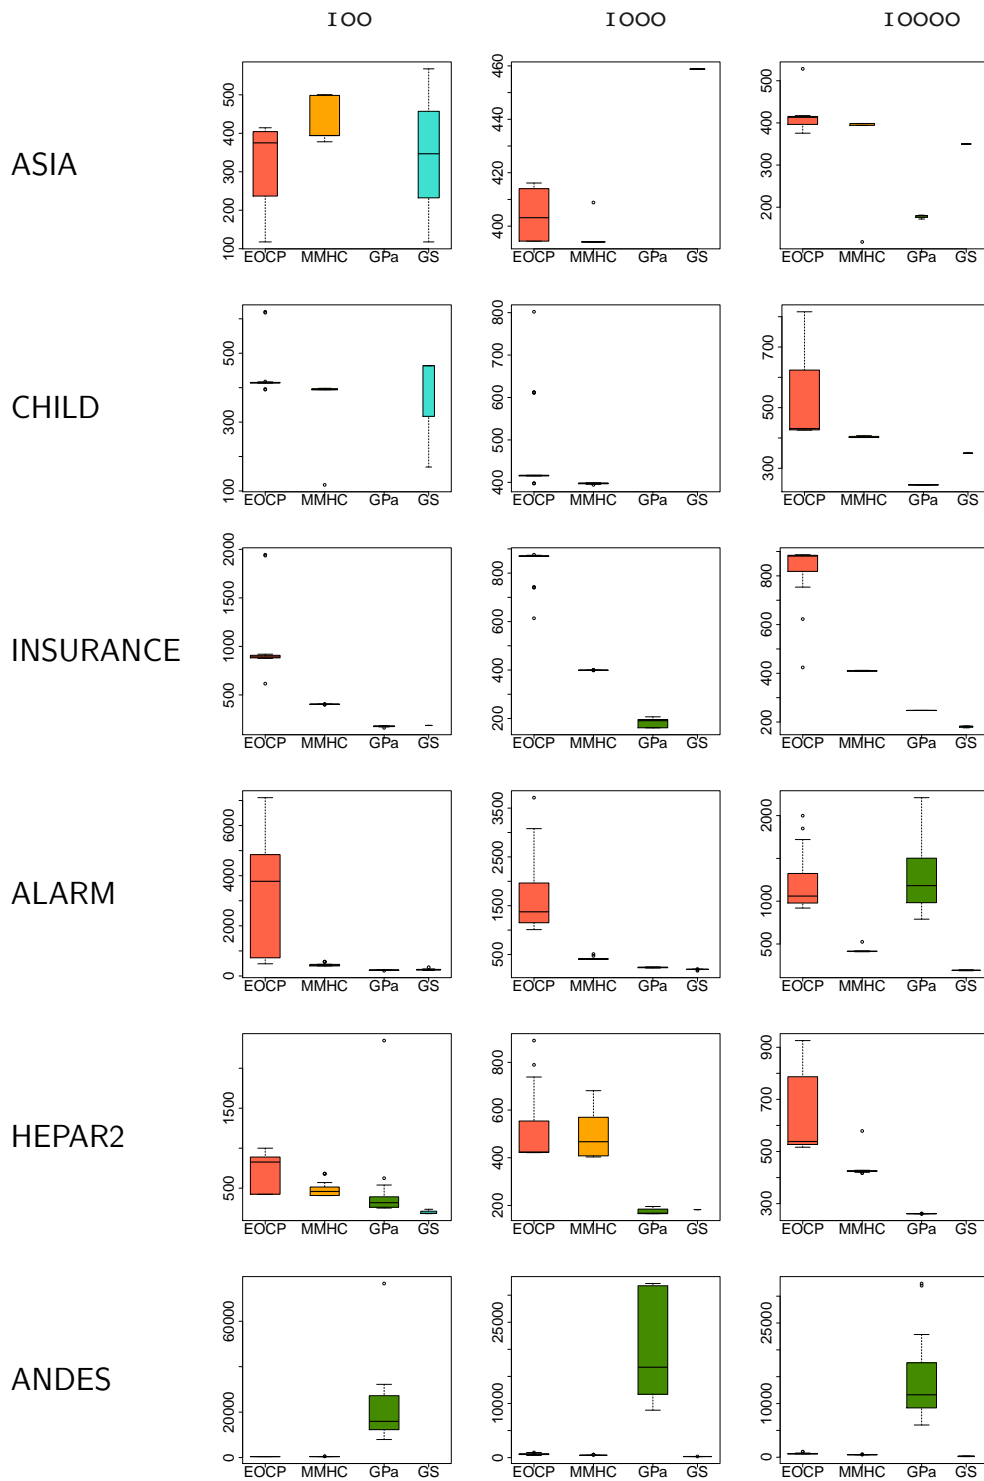 100 1000 10000
ASIA
100 200 300 400 500
EOCP MMHC GPa GS
400 420 440 460
EOCP MMHC GPa GS
200 300 400
EOCP MMHC GPa GS
CHILD
100 300 500
EOCP MMHC GPa GS
400 500 600 700 800
EOCP MMHC GPa GS
300 500 700
EOCP MMHC GPa GS
INSURANCE
500 1000 1500 2000
EOCP MMHC GPa GS
200 400 600 800
EOCP MMHC GPa GS
200 400 600 800
EOCP MMHC GPa GS
ALARM
0 2000 4000 6000
EOCP MMHC GPa GS
500 1500 2500 3500
EOCP MMHC GPa GS
500 1000 2000
EOCP MMHC GPa GS
HEPAR2
500 1500
EOCP MMHC GPa GS
200 400 600 800
EOCP MMHC GPa GS
300 500 700 900
EOCP MMHC GPa GS
ANDES
0 20000 60000
EOCP MMHC GPa GS
0 10000 25000
EOCP MMHC GPa GS
0 10000 25000
EOCP MMHC GPa GS